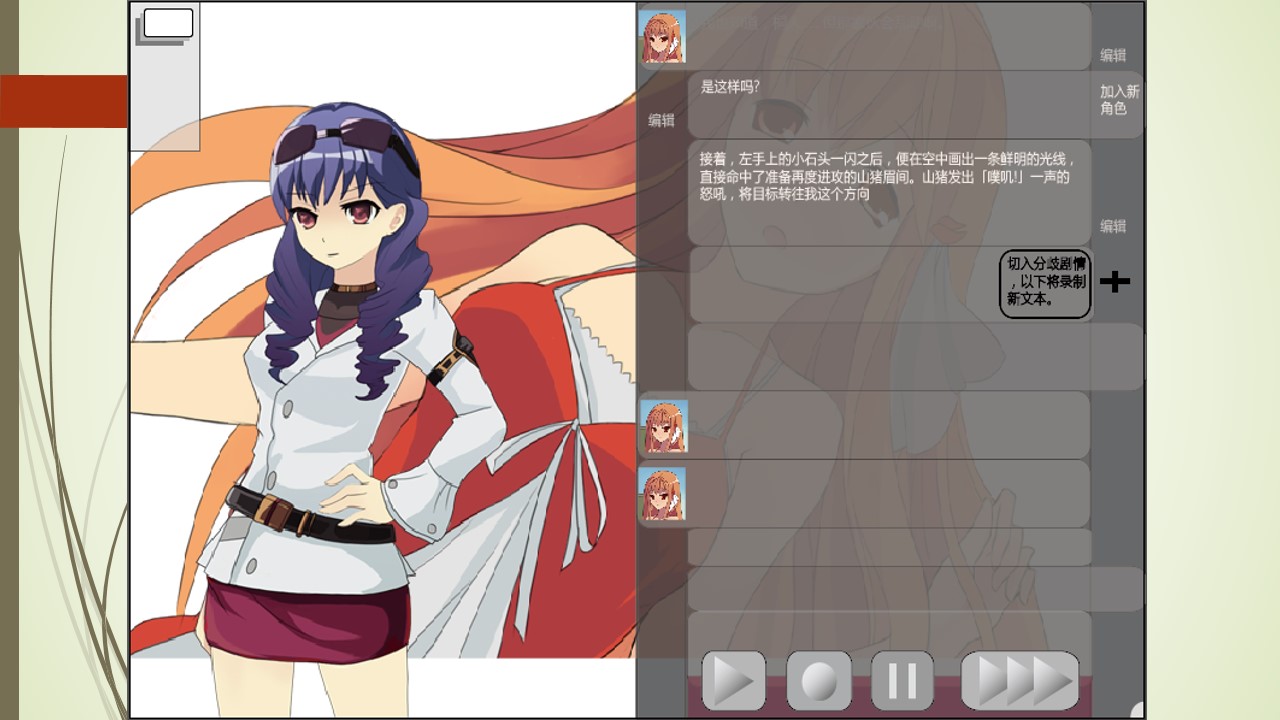 编辑
是这样吗?
加入新
角色
编辑
接着，左手上的小石头一闪之后，便在空中画出一条鲜明的光线，
直接命中了准备再度进攻的山猪眉间。山猪发出「噗叽!」一声的
怒吼，将目标转往我这个方向
编辑
切入分歧剧情
，以下将录制
新文本。